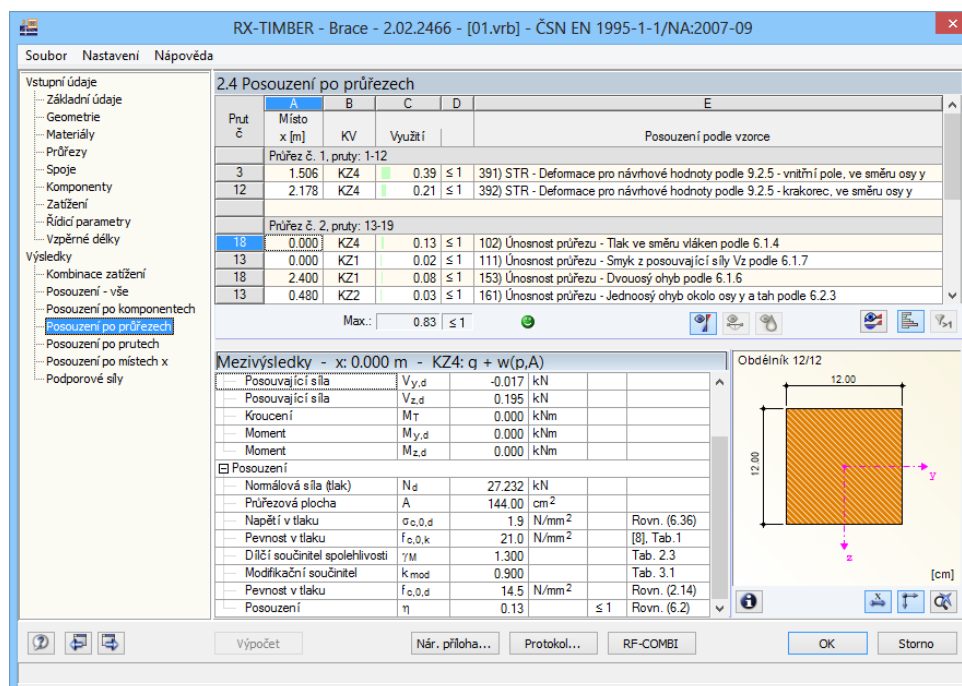 RX-TIMBER - Brace - 2.02.2466 - [01.vrb] - ČSN EN 1995-1-1/NA:2007-09
Soubor Nastavení Nápověda
Vstupní údaje
Základní údaje
Geometrie
Materiály
Průřezy
Spoje
Komponenty
Zatížení
Řídicí parametry
Vzpěrné délky
Výsledky
Kombinace zatížení
Posouzení - vše
Posouzení po komponentech
Posouzení po průřezech
Posouzení po prutech
Posouzení po místech x
Podporové síly
2.4 Posouzení po průřezech
A B C D E
Prut č Místo x [m] KV Využití Posouzení podle vzorce
Průřez č. 1, pruty: 1-12
3 1.506 KZ4 0.39 ≤ 1 391) STR - Deformace pro návrhové hodnoty podle 9.2.5 - vnitřní pole, ve směru osy y
12 2.178 KZ4 0.21 ≤ 1 392) STR - Deformace pro návrhové hodnoty podle 9.2.5 - krakorec, ve směru osy y
Průřez č. 2, pruty: 13-19
18 0.000 KZ4 0.13 ≤ 1 102) Únosnost průřezu - Tlak ve směru vláken podle 6.1.4
13 0.000 KZ1 0.02 ≤ 1 111) Únosnost průřezu - Smyk z posouvající síly Vz podle 6.1.7
18 2.400 KZ1 0.08 ≤ 1 153) Únosnost průřezu - Dvouosý ohyb podle 6.1.6
13 0.480 KZ2 0.03 ≤ 1 161) Únosnost průřezu - Jednoosý ohyb okolo osy y a tah podle 6.2.3
Max.: 0.83 ≤ 1
Mezivýsledky - x: 0.000 m - KZ4: g + w(p,A)
Posouvající síla Vy,d -0.017 kN
Posouvající síla Vz,d 0.195 kN
Kroucení MT 0.000 kNm
Moment My,d 0.000 kNm
Moment Mz,d 0.000 kNm
Posouzení
Normálová síla (tlak) Nd 27.232 kN
Průřezová plocha A 144.00 cm2
Napětí v tlaku σc,0,d 1.9 N/mm2 Rovn. (6.36)
Pevnost v tlaku fc,0,k 21.0 N/mm2 [8], Tab.1
Dílčí součinitel spolehlivosti γM 1.300 Tab. 2.3
Modifikační součinitel kmod 0.900 Tab. 3.1
Pevnost v tlaku fc,0,d 14.5 N/mm2 Rovn. (2.14)
Posouzení η 0.13 ≤ 1 Rovn. (6.2)
Obdélník 12/12
12.00
12.00
y
z
[cm]
Výpočet Nár. příloha... Protokol... RF-COMBI OK Storno